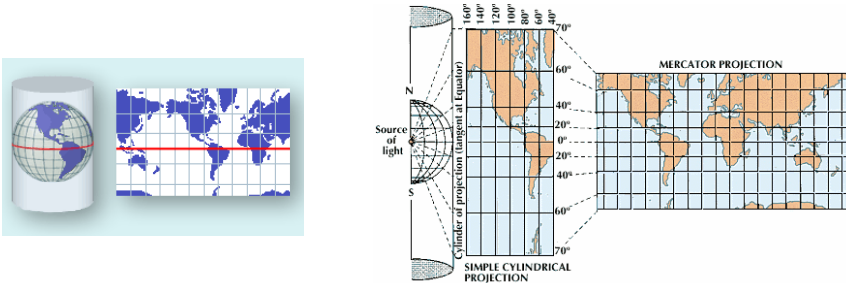 160°
140°
120°
100°
80°
60°
40°
70°
60°
40°
20°
0°
20°
40°
60°
70°
N
Source
of
light
S
Cylinder of projection (tangent at Equator)
SIMPLE CYLINDRICAL
PROJECTION
MERCATOR PROJECTION